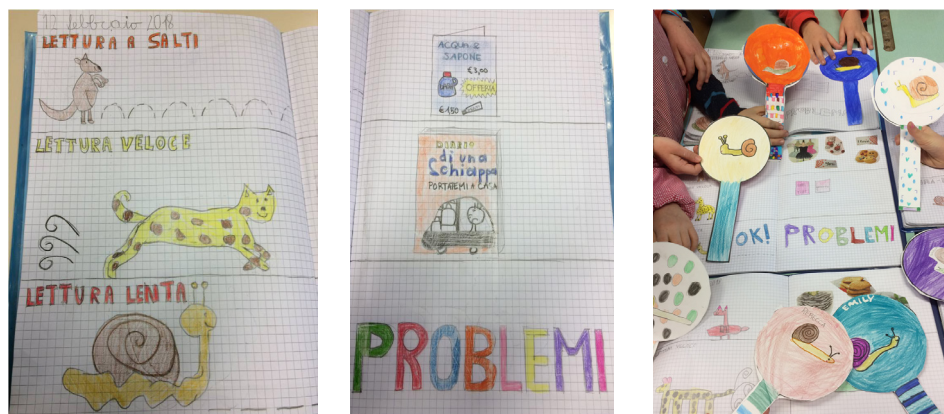 12 febbraio 2018
LETTURA A SALTI
LETTURA VELOCE
LETTURA LENTA
ACQUA &
SAPONE
€3,00
OFFERTA
€1,50
DIARIO
di una
Schiappa
PORTATEMI A CASA
PROBLEMI
OK! PROBLEMI
EMILY